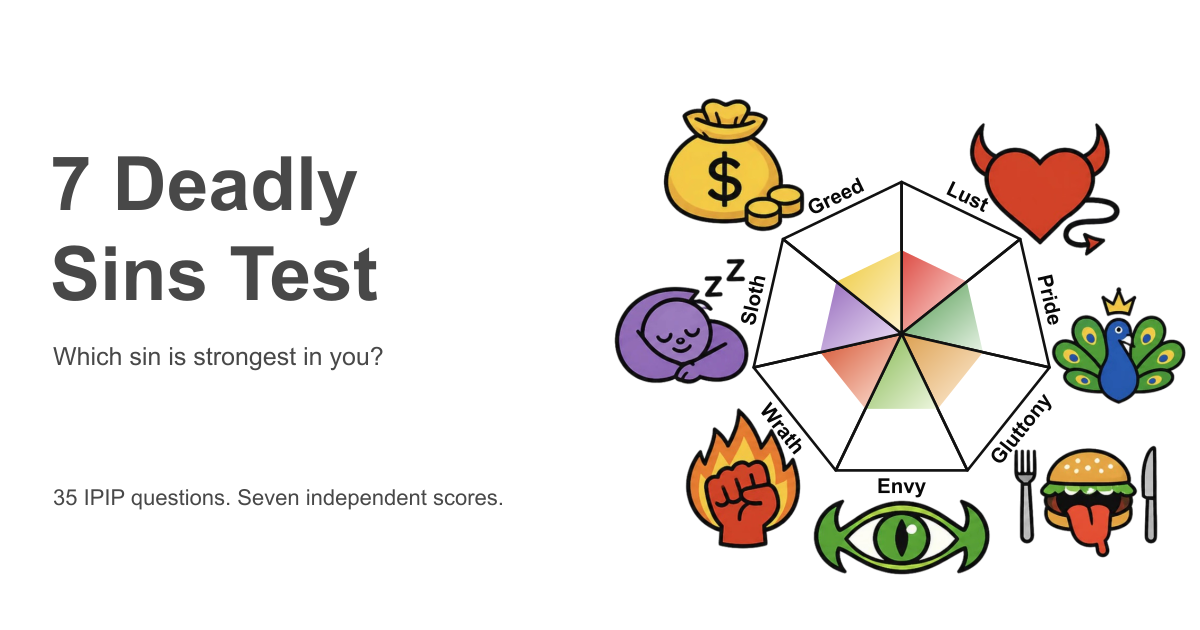 7 Deadly
Sins Test
Which sin is strongest in you?
35 IPIP questions. Seven independent scores.
$
Greed
Lust
z z
Sloth
Pride
Wrath
Gluttony
Envy